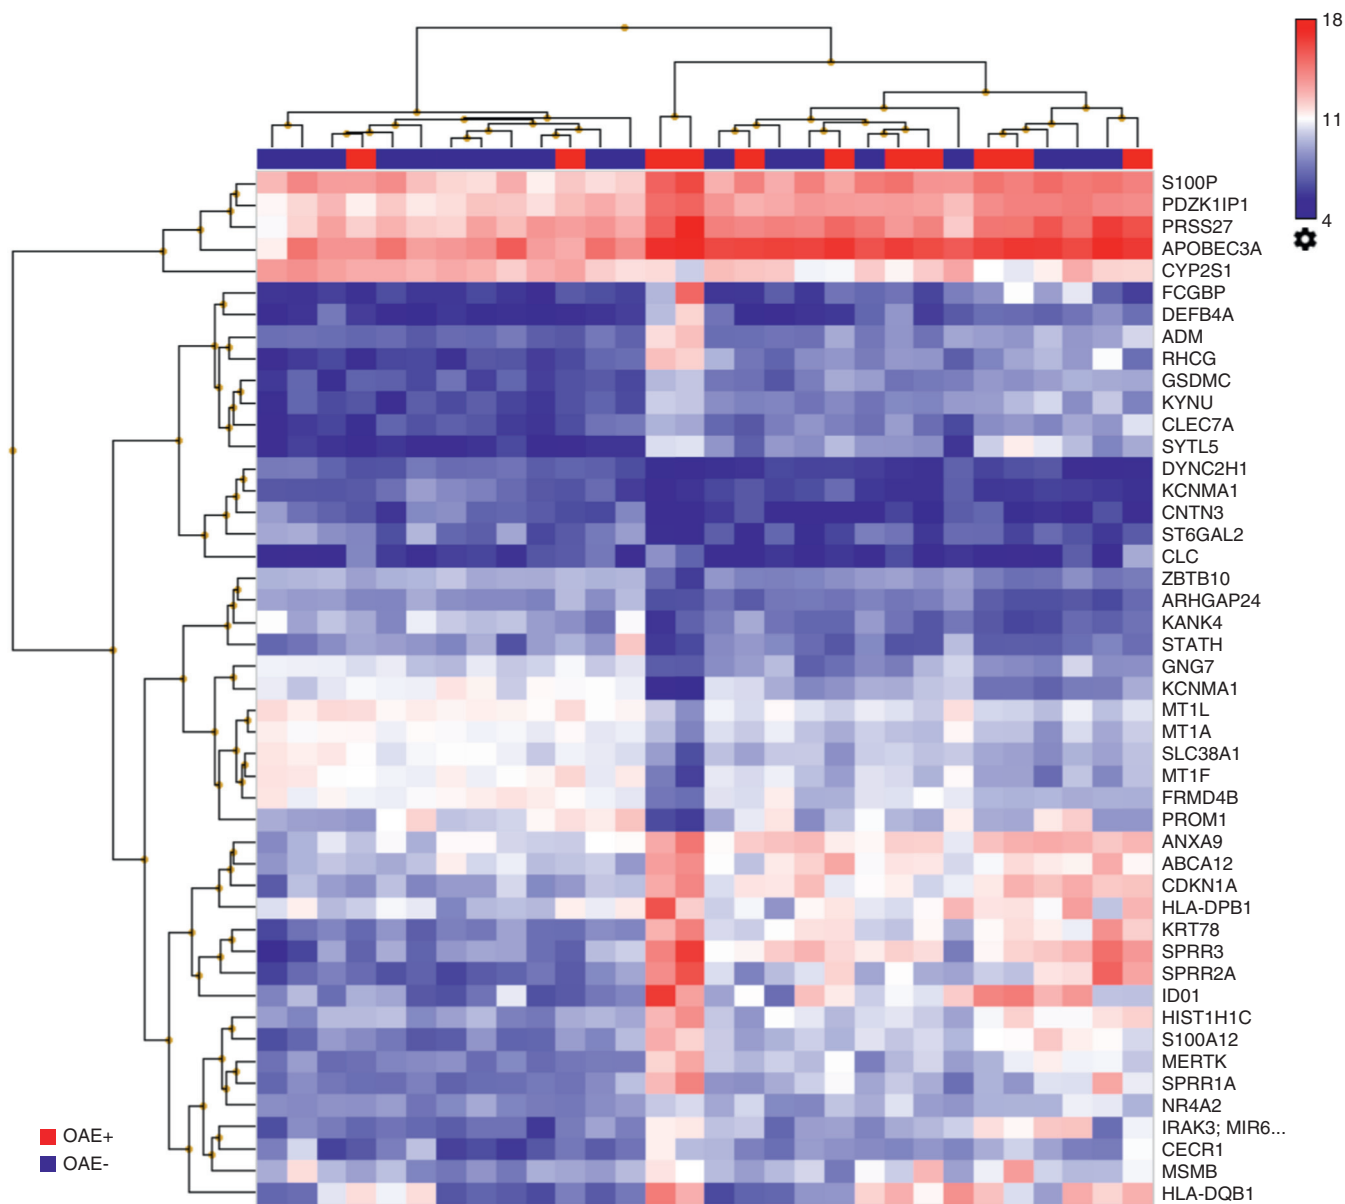 18
11
4
S100P
PDZK1IP1
PRSS27
APOBEC3A
CYP2S1
FCGBP
DEFB4A
ADM
RHCG
GSDMC
KYNU
CLEC7A
SYTL5
DYNC2H1
KCNMA1
CNTN3
ST6GAL2
CLC
ZBTB10
ARHGAP24
KANK4
STATH
GNG7
KCNMA1
MT1L
MT1A
SLC38A1
MT1F
FRMD4B
PROM1
ANXA9
ABCA12
CDKN1A
HLA-DPB1
KRT78
SPRR3
SPRR2A
ID01
HIST1H1C
S100A12
MERTK
SPRR1A
NR4A2
IRAK3; MIR6...
CECR1
MSMB
HLA-DQB1
OAE+
OAE-